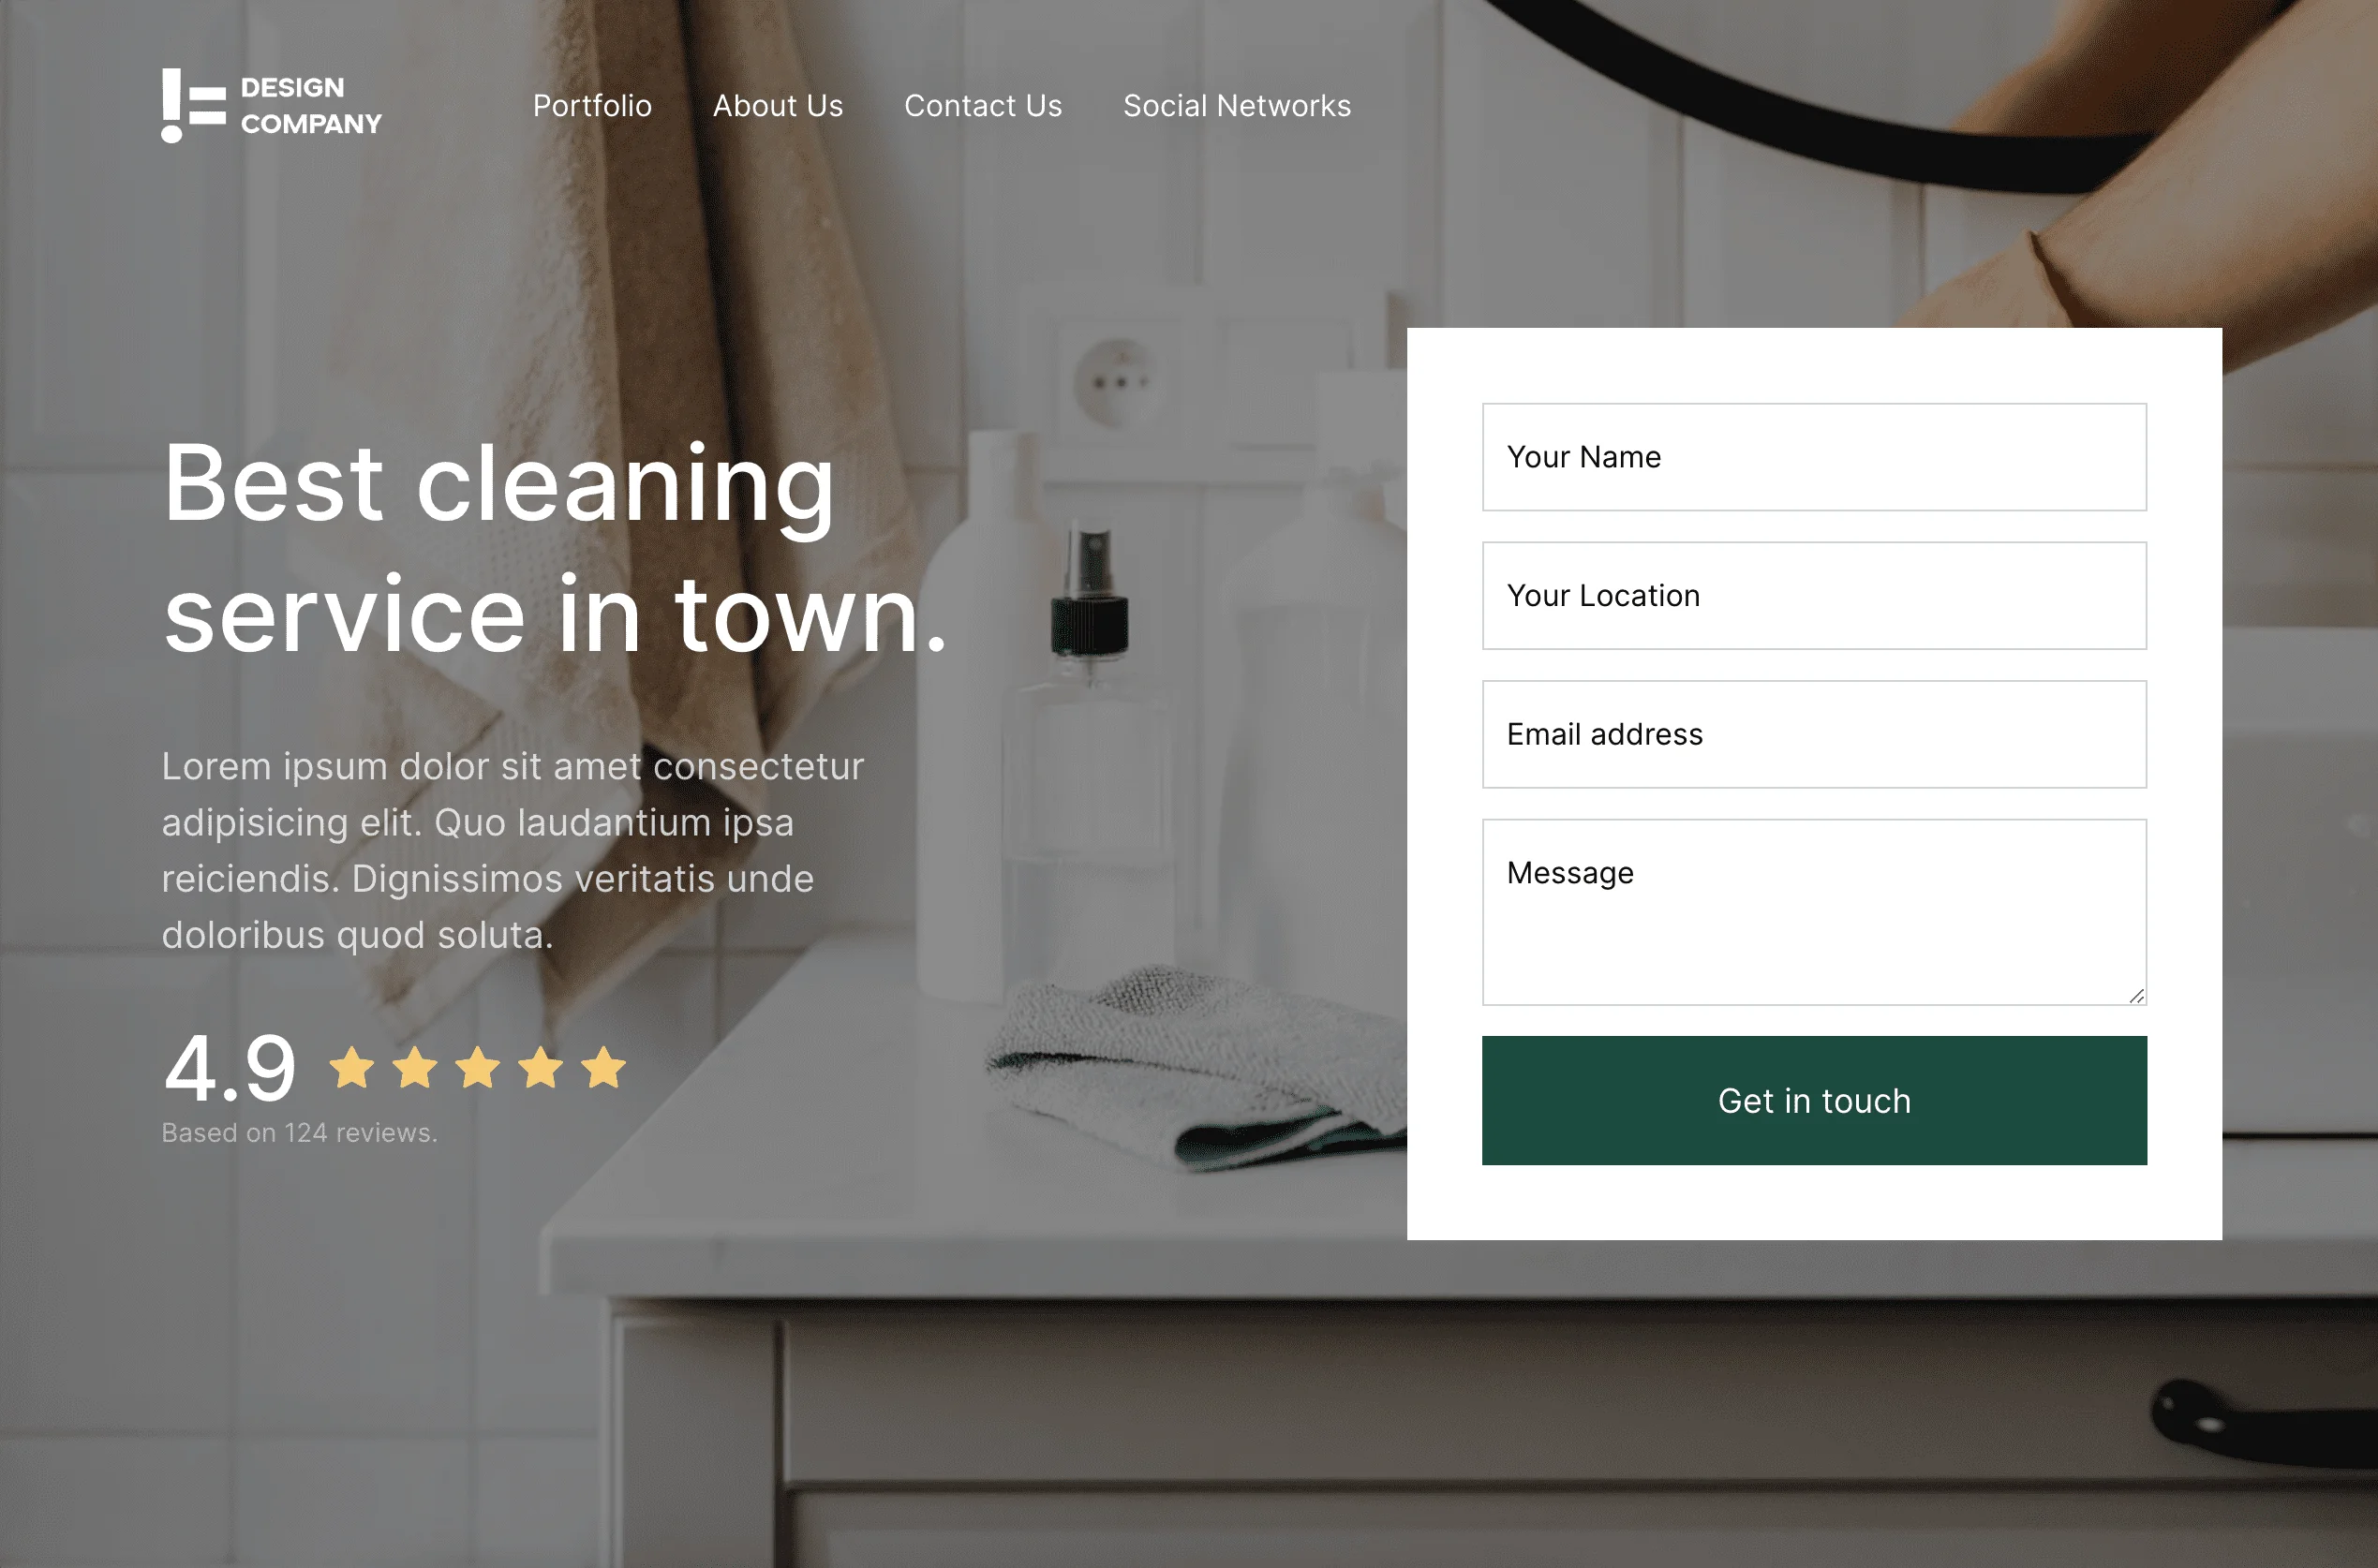 DESIGN
COMPANY
Portfolio About Us Contact Us Social Networks
Best cleaning
service in town.
Lorem ipsum dolor sit amet consectetur
adipisicing elit. Quo laudantium ipsa
reiciendis. Dignissimos veritatis unde
doloribus quod soluta.
4.9
Based on 124 reviews.
Your Name
Your Location
Email address
Message
Get in touch